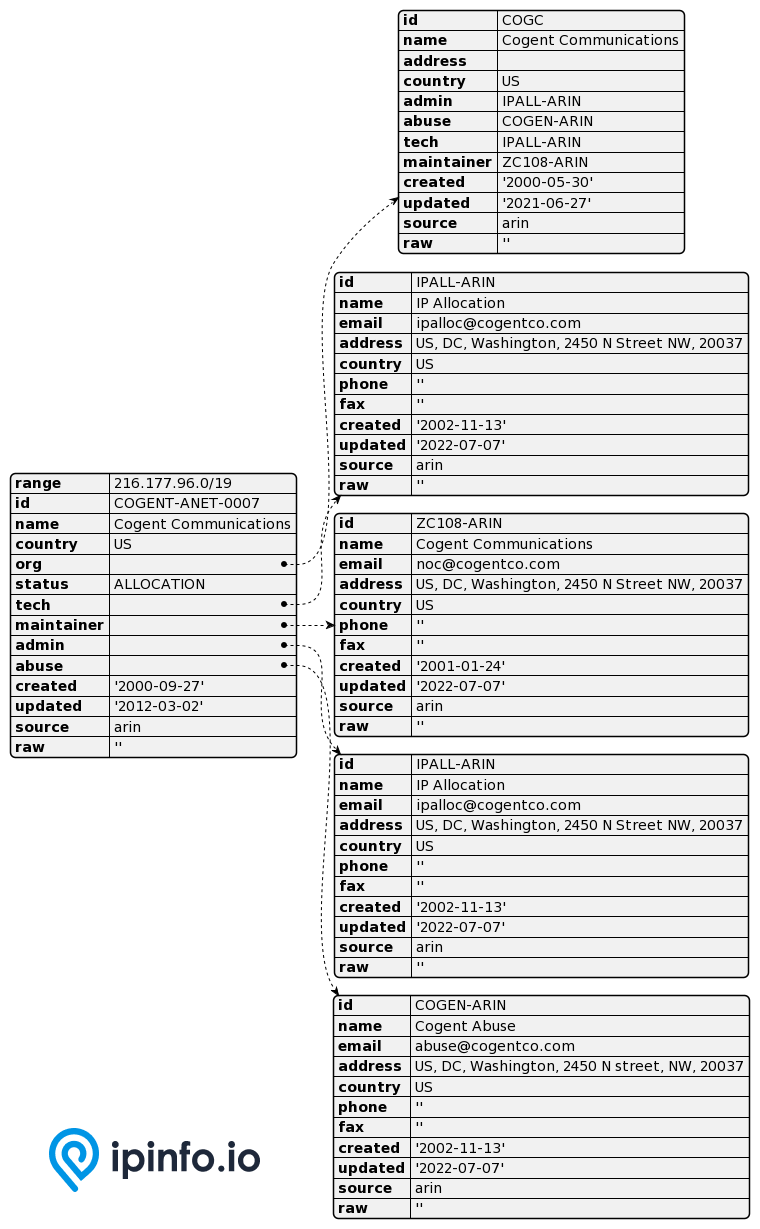 id COGC
name Cogent Communications
address
country US
admin IPALL-ARIN
abuse COGEN-ARIN
tech IPALL-ARIN
maintainer ZC108-ARIN
created '2000-05-30'
updated '2021-06-27'
source arin
raw ''
id IPALL-ARIN
name IP Allocation
email ipalloc@cogentco.com
address US, DC, Washington, 2450 N Street NW, 20037
country US
phone ''
fax ''
created '2002-11-13'
updated '2022-07-07'
source arin
raw ''
range 216.177.96.0/19
id COGENT-ANET-0007
name Cogent Communications
country US
org
status ALLOCATION
tech
maintainer
admin
abuse
created '2000-09-27'
updated '2012-03-02'
source arin
raw ''
id ZC108-ARIN
name Cogent Communications
email noc@cogentco.com
address US, DC, Washington, 2450 N Street NW, 20037
country US
phone ''
fax ''
created '2001-01-24'
updated '2022-07-07'
source arin
raw ''
id IPALL-ARIN
name IP Allocation
email ipalloc@cogentco.com
address US, DC, Washington, 2450 N Street NW, 20037
country US
phone ''
fax ''
created '2002-11-13'
updated '2022-07-07'
source arin
raw ''
id COGEN-ARIN
name Cogent Abuse
email abuse@cogentco.com
address US, DC, Washington, 2450 N street, NW, 20037
country US
phone ''
fax ''
created '2002-11-13'
updated '2022-07-07'
source arin
raw ''
ipinfo.io